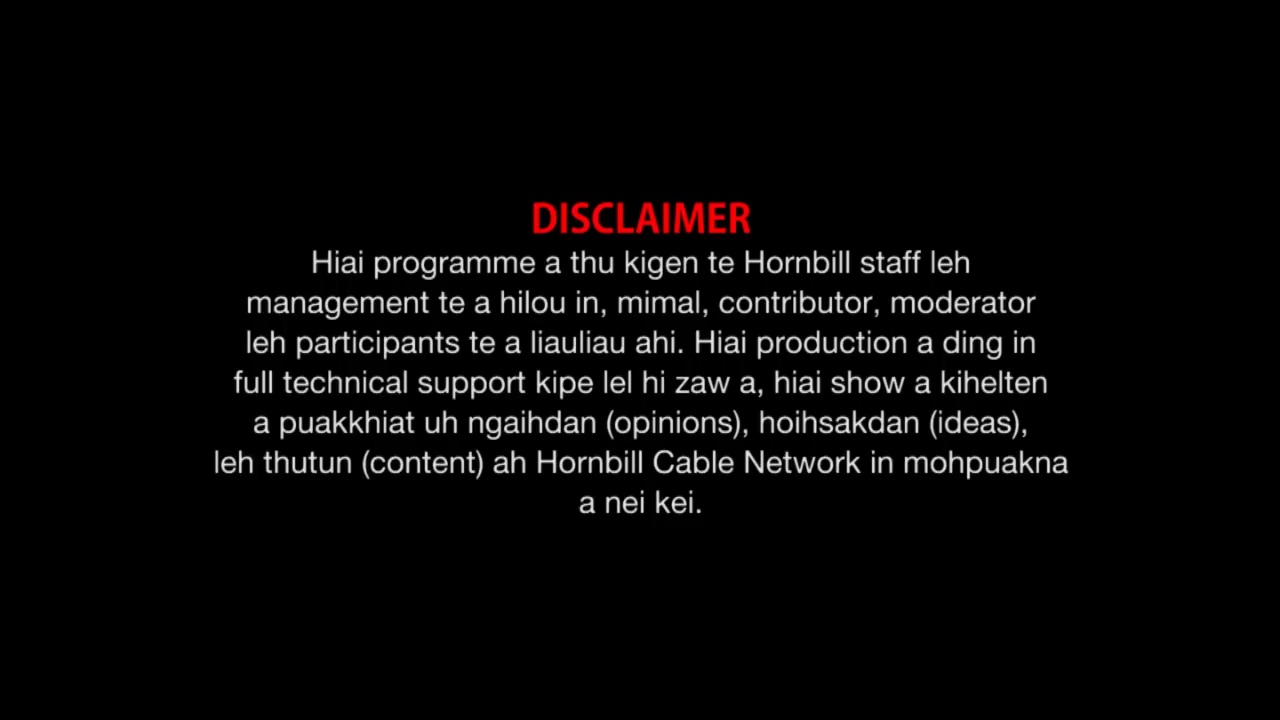 DISCLAIMER
Hiai programme a thu kigen te Hornbill staff leh
management te a hilou in, mimal, contributor, moderator
leh participants te a liauliau ahi. Hiai production a ding in
full technical support kipe lel hi zaw a, hiai show a kihelten
a puakkhiat uh ngaihdan (opinions), hoihsakdan (ideas),
leh thutun (content) ah Hornbill Cable Network in mohpuakna
a nei kei.